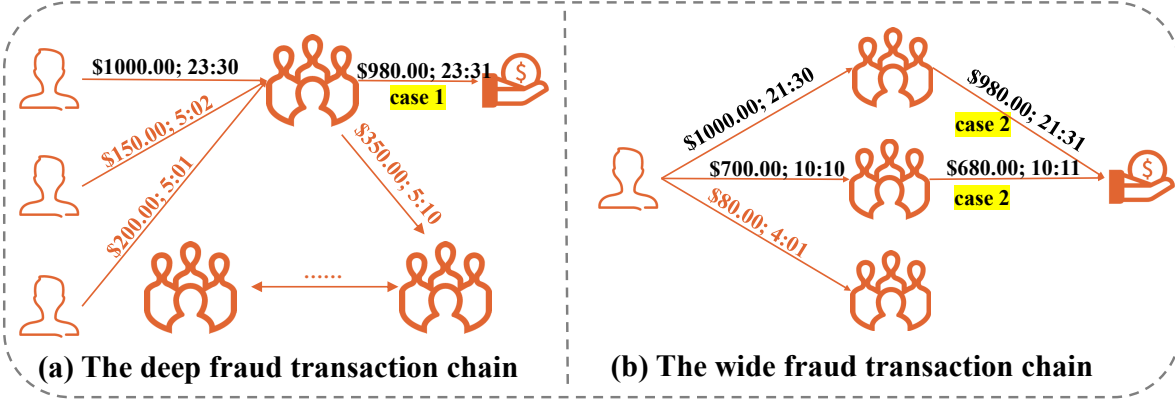 $1000.00; 23:30
$980.00; 23:31
case 1
$150.00; 5:02
$200.00; 5:01
$350.00; 5:10
......
(a) The deep fraud transaction chain
$1000.00; 21:30
$980.00; 21:31
case 2
$700.00; 10:10
$680.00; 10:11
case 2
$80.00; 4:01
(b) The wide fraud transaction chain